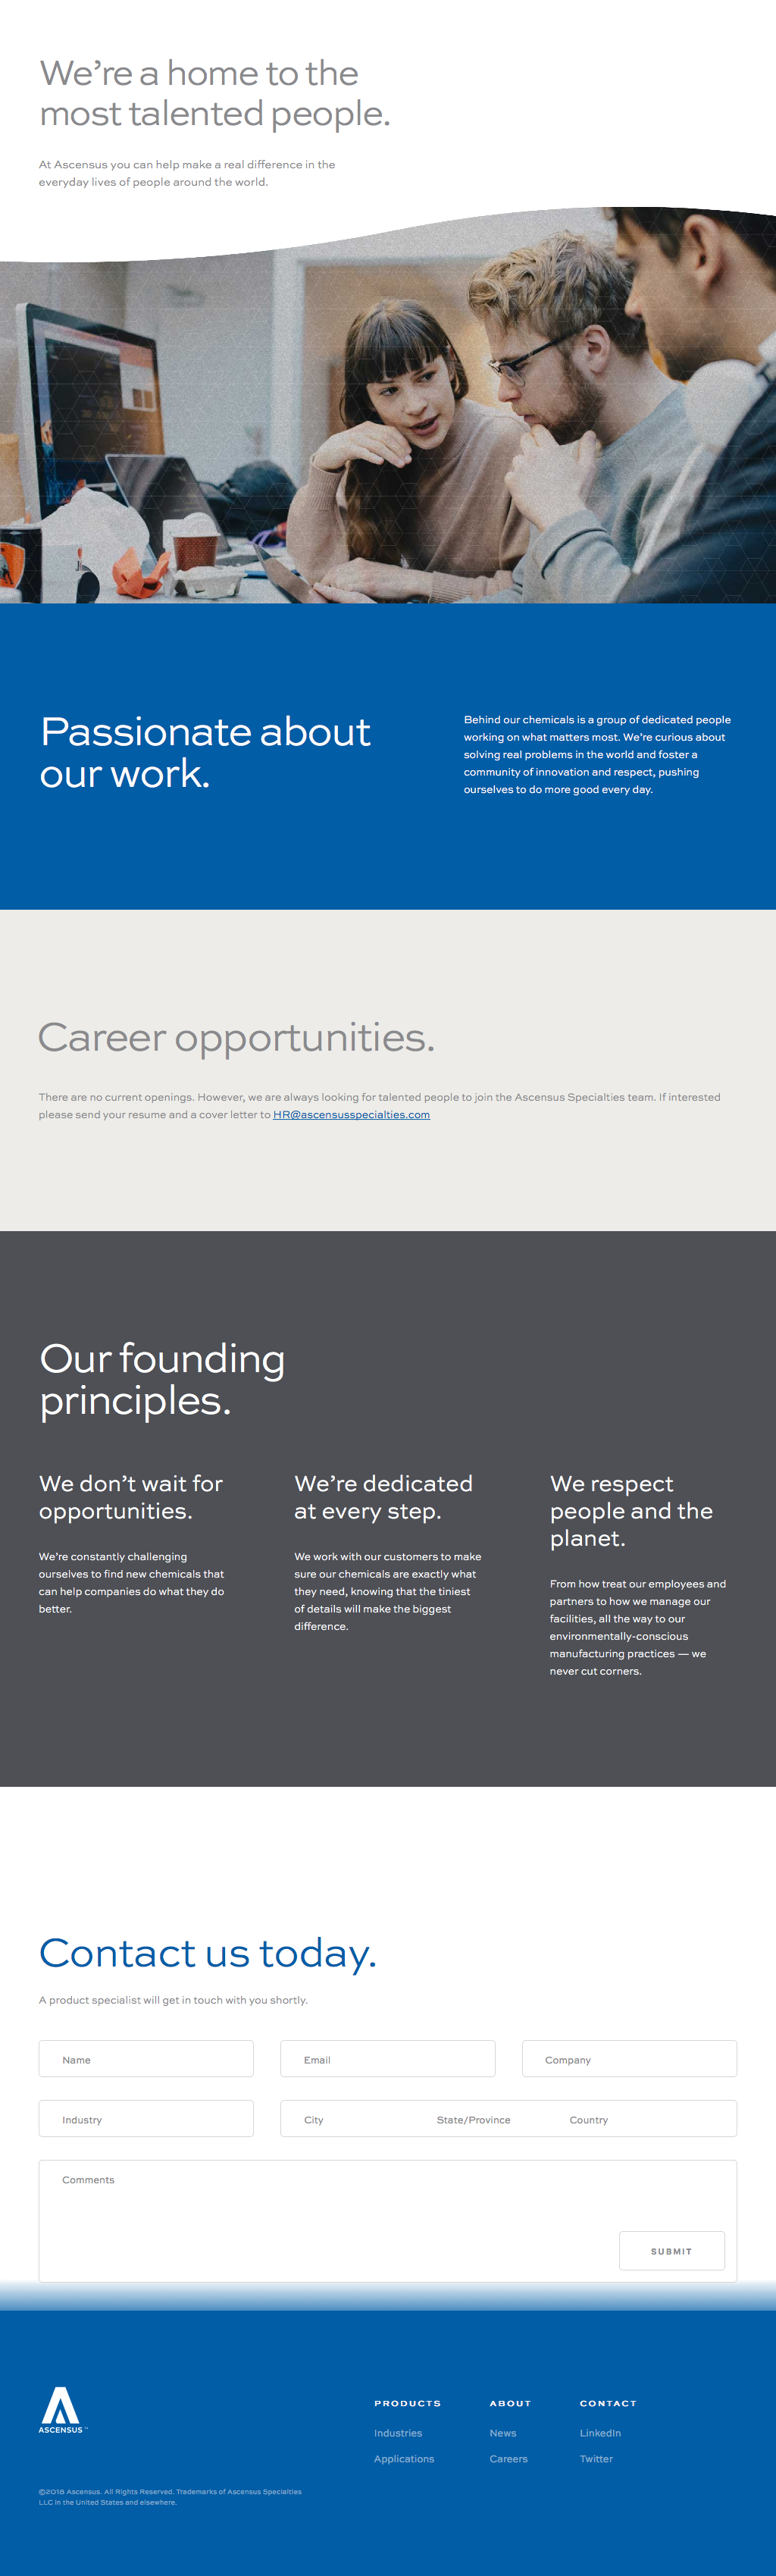 We’re a home to the
most talented people.
At Ascensus you can help make a real difference in the
everyday lives of people around the world.
Passionate about
our work.
Behind our chemicals is a group of dedicated people
working on what matters most. We’re curious about
solving real problems in the world and foster a
community of innovation and respect, pushing
ourselves to do more good every day.
Career opportunities.
There are no current openings. However, we are always looking for talented people to join the Ascensus Specialties team. If interested
please send your resume and a cover letter to HR@ascensusspecialties.com
Our founding
principles.
We don’t wait for
opportunities.
We’re constantly challenging
ourselves to find new chemicals that
can help companies do what they do
better.
We’re dedicated
at every step.
We work with our customers to make
sure our chemicals are exactly what
they need, knowing that the tiniest
of details will make the biggest
difference.
We respect
people and the
planet.
From how treat our employees and
partners to how we manage our
facilities, all the way to our
environmentally-conscious
manufacturing practices — we
never cut corners.
Contact us today.
A product specialist will get in touch with you shortly.
Name
Email
Company
Industry
City
State/Province
Country
Comments
SUBMIT
ASCENSUS™
PRODUCTS
Industries
Applications
ABOUT
News
Careers
CONTACT
LinkedIn
Twitter
©2018 Ascensus. All Rights Reserved. Trademarks of Ascensus Specialties
LLC in the United States and elsewhere.